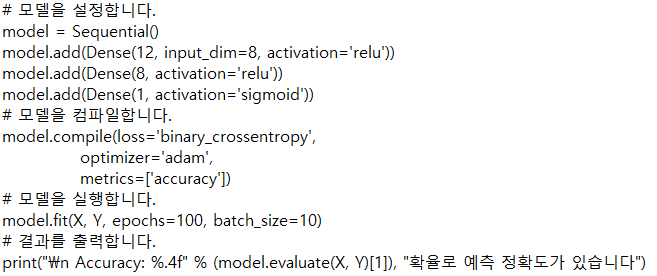 # 모델을 설정합니다.
model = Sequential()
model.add(Dense(12, input_dim=8, activation='relu'))
model.add(Dense(8, activation='relu'))
model.add(Dense(1, activation='sigmoid'))
# 모델을 컴파일합니다.
model.compile(loss='binary_crossentropy',
optimizer='adam',
metrics=['accuracy'])
# 모델을 실행합니다.
model.fit(X, Y, epochs=100, batch_size=10)
# 결과를 출력합니다.
print("₩n Accuracy: %.4f" % (model.evaluate(X, Y)[1]), "확율로 예측 정확도가 있습니다")